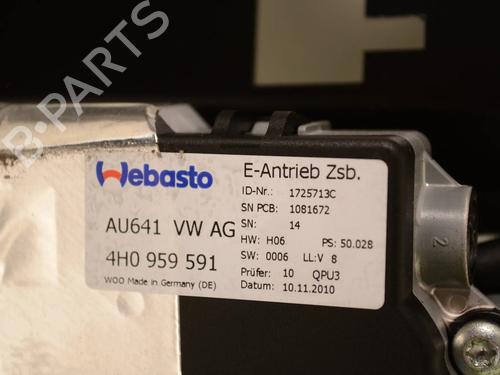 B-PARTS
Webasto
AU641 VW AG
4H0 959 591
WOO Made in Germany (DE)
E-Antrieb Zsb.
ID-Nr.: 1725713C
SN PCB: 1081672
SN: 14
HW: H06 PS: 50.028
SW: 0006 LL:V 8
Prüfer: 10 QPU3
Datum: 10.11.2010
2